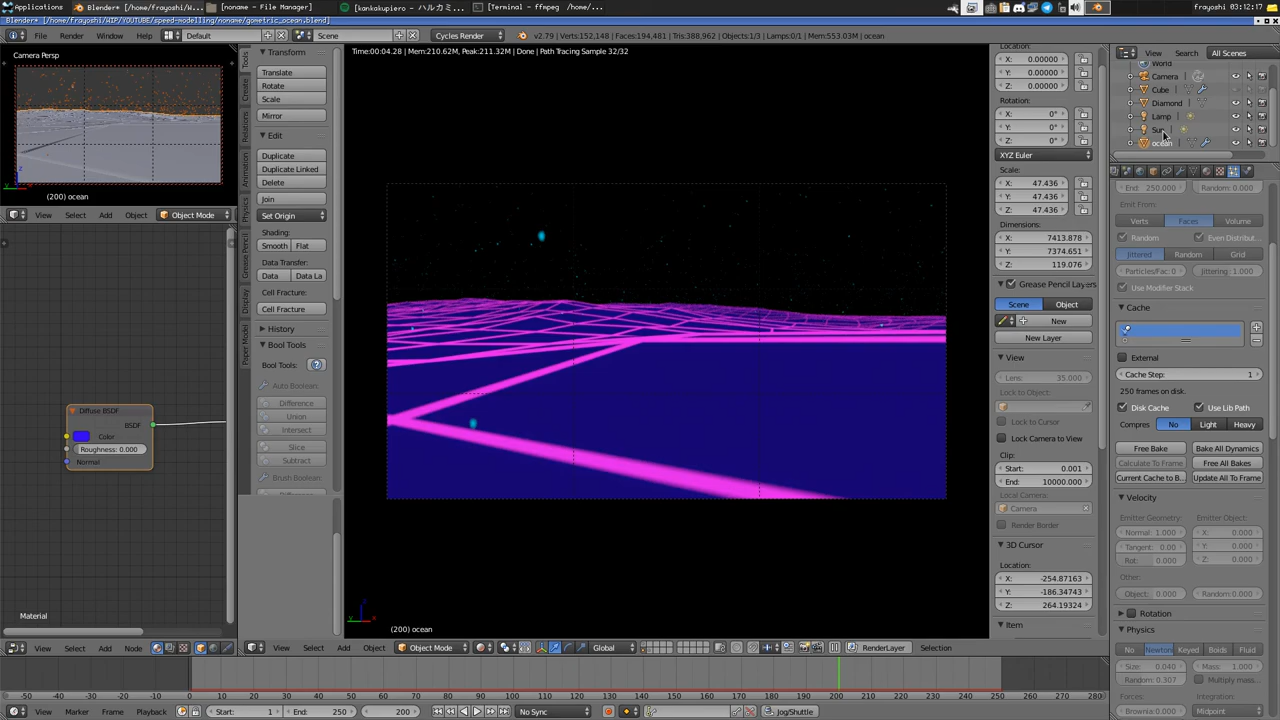 Applications
Blender* [/home/frayoshi/WIP/YOUTUBE/s...
noname - File Manager
[kankakupiero - ハルカミ...
[Terminal - ffmpeg  /home/...
frayoshi
03:12:17
Blender* [/home/frayoshi/WIP/YOUTUBE/speed-modelling/noname/gometric_ocean.blend]
File
Render
Window
Help
Default
Scene
Cycles Render
v2.79 | Verts:152,148 | Faces:194,481 | Tris:388,962 | Objects:1/3 | Lamps:0/1 | Mem:553.03M | ocean
View
Search
All Scenes
Camera Persp
(200) ocean
View
Select
Add
Object
Object Mode
Diffuse BSDF
BSDF
Color
Roughness: 0.000
Normal
Material
View
Select
Add
Node
Tools
Create
Relations
Animation
Physics
Grease Pencil
Display
Paper Model
Transform
Translate
Rotate
Scale
Mirror
Edit
Duplicate
Duplicate Linked
Delete
Join
Set Origin
Shading:
Smooth
Flat
Data Transfer:
Data
Data La
Cell Fracture:
Cell Fracture
History
Bool Tools
Bool Tools:
Auto Boolean:
Difference
Union
Intersect
Slice
Subtract
Brush Boolean:
Time:00:04.28 | Mem:210.62M, Peak:211.32M | Done | Path Tracing Sample 32/32
(200) ocean
View
Select
Add
Object
Object Mode
Global
RenderLayer
Selection
Location:
X: 0.00000
Y: 0.00000
Z: 0.00000
Rotation:
X: 0°
Y: 0°
Z: 0°
XYZ Euler
Scale:
X: 47.436
Y: 47.436
Z: 47.436
Dimensions:
X: 7413.878
Y: 7374.651
Z: 119.076
Grease Pencil Layers
Scene
Object
New
New Layer
View
Lens: 35.000
Lock to Object:
Lock to Cursor
Lock Camera to View
Clip:
Start: 0.001
End: 10000.000
Local Camera:
Camera
Render Border
3D Cursor
Location:
X: -254.87163
Y: -186.34743
Z: 264.19324
Item
World
Camera
Cube
Diamond
Lamp
Sun
ocean
End: 250.000
Random: 0.000
Emit From:
Verts
Faces
Volume
Random
Even Distribut...
Jittered
Random
Grid
Particles/Fac: 0
Jittering: 1.000
Use Modifier Stack
Cache
External
Cache Step: 1
250 frames on disk.
Disk Cache
Use Lib Path
Compres
No
Light
Heavy
Free Bake
Bake All Dynamics
Calculate To Frame
Free All Bakes
Current Cache to B...
Update All To Frame
Velocity
Emitter Geometry:
Emitter Object:
Normal: 1.000
X: 0.000
Tangent: 0.00
Y: 0.000
Rot: 0.000
Z: 0.000
Other:
Object: 0.000
Random: 0.000
Rotation
Physics
No
Newton
Keyed
Boids
Fluid
Size: 0.040
Mass: 1.000
Random: 0.307
Multiply mass...
Forces:
Integration:
Brownia: 0.000
Midpoint
-50 -40 -30 -20 -10 0 10 20 30 40 50 60 70 80 90 100 110 120 130 140 150 160 170 180 190 200 210 220 230 240 250 260 270 280
View
Marker
Frame
Playback
Start: 1
End: 250
200
No Sync
Jog/Shuttle